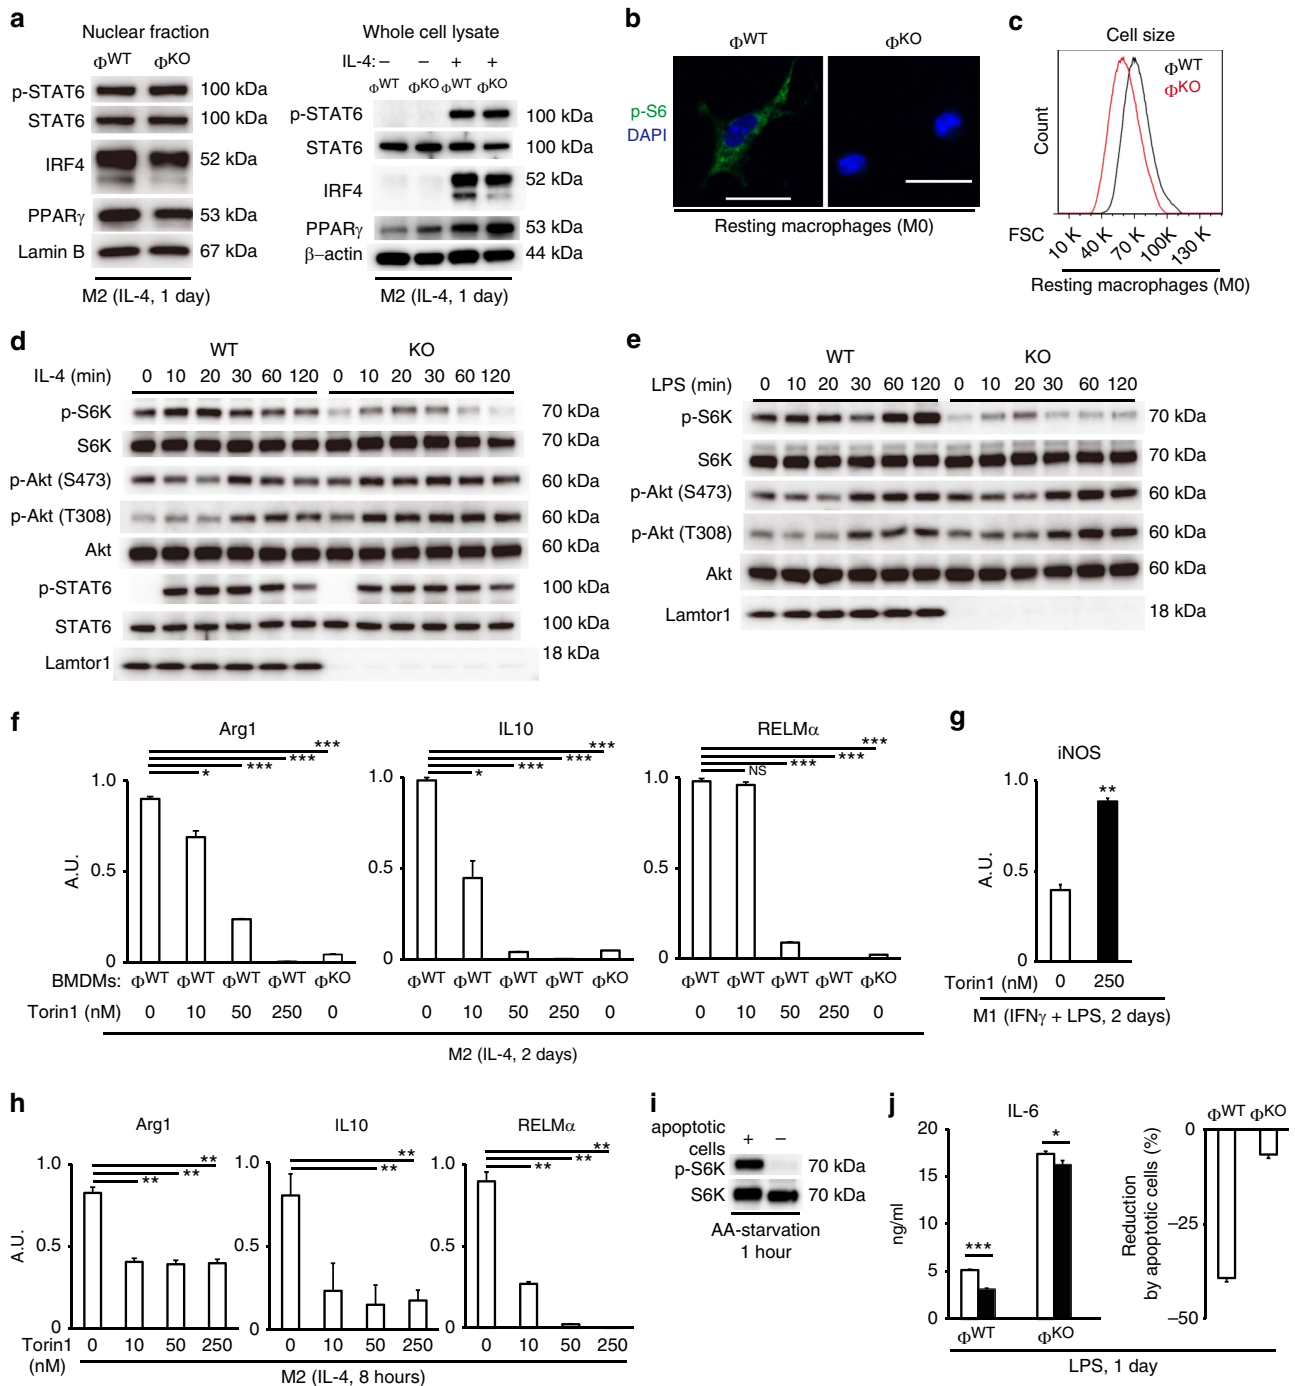 a
Nuclear fraction
ΦWT ΦKO
p-STAT6 100 kDa
STAT6 100 kDa
IRF4 52 kDa
PPARγ 53 kDa
Lamin B 67 kDa
M2 (IL-4, 1 day)
Whole cell lysate
IL-4: – – + +
ΦWT ΦKO ΦWT ΦKO
p-STAT6 100 kDa
STAT6 100 kDa
IRF4 52 kDa
PPARγ 53 kDa
β–actin 44 kDa
M2 (IL-4, 1 day)
b
ΦWT ΦKO
p-S6
DAPI
Resting macrophages (M0)
c
Cell size
ΦWT
ΦKO
Count
FSC 10 K 40 K 70 K 100K 130 K
Resting macrophages (M0)
d
WT KO
IL-4 (min) 0 10 20 30 60 120 0 10 20 30 60 120
p-S6K 70 kDa
S6K 70 kDa
p-Akt (S473) 60 kDa
p-Akt (T308) 60 kDa
Akt 60 kDa
p-STAT6 100 kDa
STAT6 100 kDa
Lamtor1 18 kDa
e
WT KO
LPS (min) 0 10 20 30 60 120 0 10 20 30 60 120
p-S6K 70 kDa
S6K 70 kDa
p-Akt (S473) 60 kDa
p-Akt (T308) 60 kDa
Akt 60 kDa
Lamtor1 18 kDa
f
Arg1
***
***
***
*
1.0
0.5
0
A.U.
BMDMs: ΦWT ΦWT ΦWT ΦWT ΦKO
Torin1 (nM) 0 10 50 250 0
IL10
***
***
***
*
1.0
0.5
0
ΦWT ΦWT ΦWT ΦWT ΦKO
0 10 50 250 0
RELMα
***
***
***
NS
1.0
0.5
0
ΦWT ΦWT ΦWT ΦWT ΦKO
0 10 50 250 0
M2 (IL-4, 2 days)
g
iNOS
**
1.0
0.5
0
A.U.
Torin1 (nM) 0 250
M1 (IFNγ + LPS, 2 days)
h
Arg1
**
**
**
1.0
0.5
0
A.U.
Torin1 (nM) 0 10 50 250
IL10
**
**
1.0
0.5
0
0 10 50 250
RELMα
**
**
**
1.0
0.5
0
0 10 50 250
M2 (IL-4, 8 hours)
i
apoptotic cells + –
p-S6K 70 kDa
S6K 70 kDa
AA-starvation
1 hour
j
IL-6
20
15
10
5
0
ng/ml
***
*
ΦWT ΦKO
ΦWT ΦKO
0
–25
–50
Reduction
by apoptotic cells (%)
LPS, 1 day